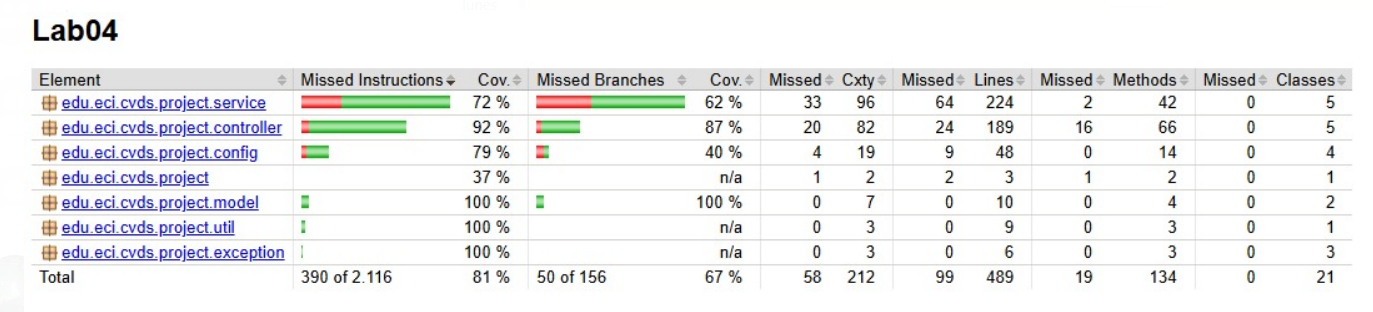 Lab04
Element Missed Instructions Cov. Missed Branches Cov. Missed Cxty Missed Lines Missed Methods Missed Classes
edu.eci.cvds.project.service 72 % 62 % 33 96 64 224 2 42 0 5
edu.eci.cvds.project.controller 92 % 87 % 20 82 24 189 16 66 0 5
edu.eci.cvds.project.config 79 % 40 % 4 19 9 48 0 14 0 4
edu.eci.cvds.project 37 % n/a 1 2 2 3 1 2 0 1
edu.eci.cvds.project.model 100 % 100 % 0 7 0 10 0 4 0 2
edu.eci.cvds.project.util 100 % n/a 0 3 0 9 0 3 0 1
edu.eci.cvds.project.exception 100 % n/a 0 3 0 6 0 3 0 3
Total 390 of 2.116 81 % 50 of 156 67 % 58 212 99 489 19 134 0 21